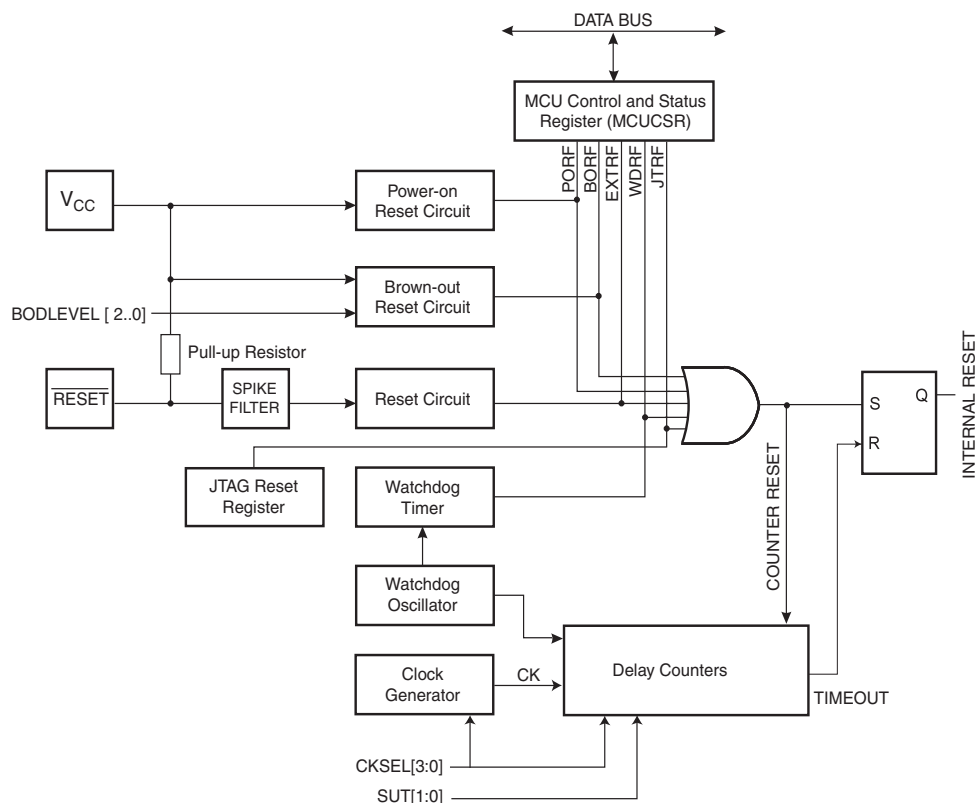 DATA BUS
MCU Control and Status
Register (MCUCSR)
PORF
BORF
EXTRF
WDRF
JTRF
VCC
Power-on
Reset Circuit
Brown-out
Reset Circuit
BODLEVEL [ 2..0]
Pull-up Resistor
RESET
SPIKE
FILTER
Reset Circuit
JTAG Reset
Register
Watchdog
Timer
Watchdog
Oscillator
Clock
Generator
CK
Delay Counters
COUNTER RESET
S
R
Q
INTERNAL RESET
TIMEOUT
CKSEL[3:0]
SUT[1:0]